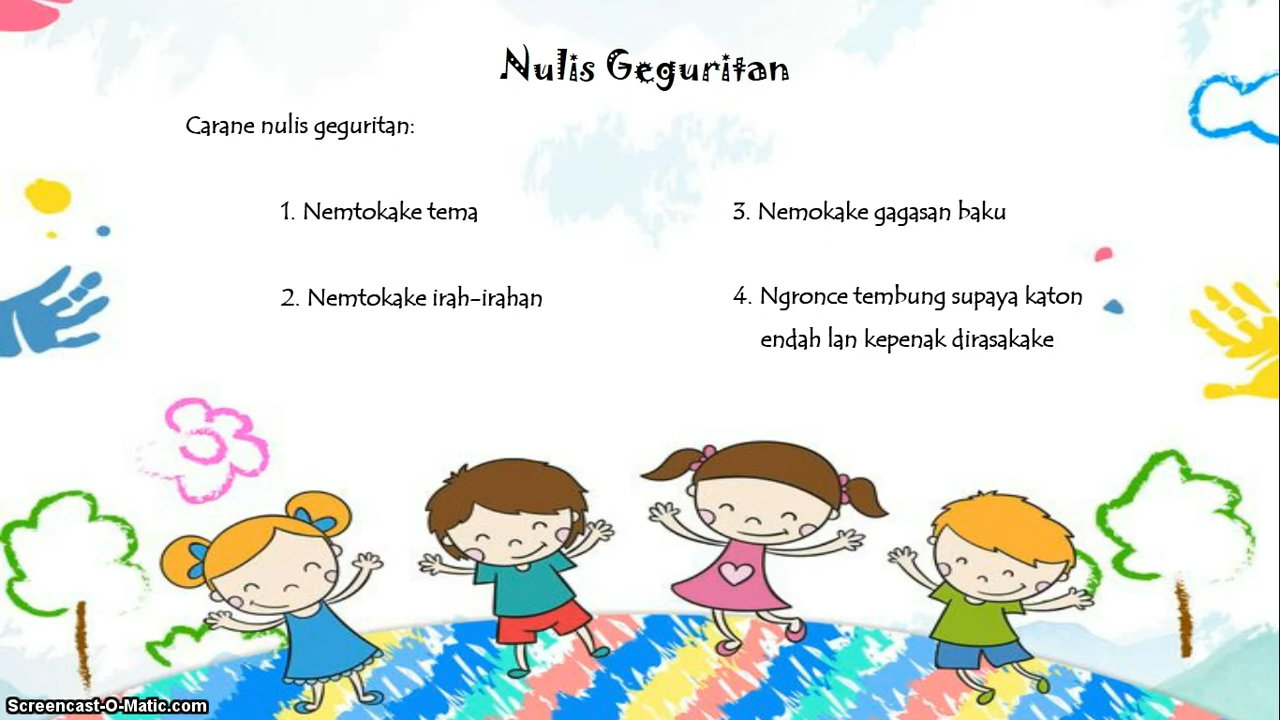 Nulis Geguritan
Carane nulis geguritan:
1. Nemtokake tema
2. Nemtokake irah-irahan
3. Nemokake gagasan baku
4. Ngronce tembung supaya katon
endah lan kepenak dirasakake
Screencast-O-Matic.com